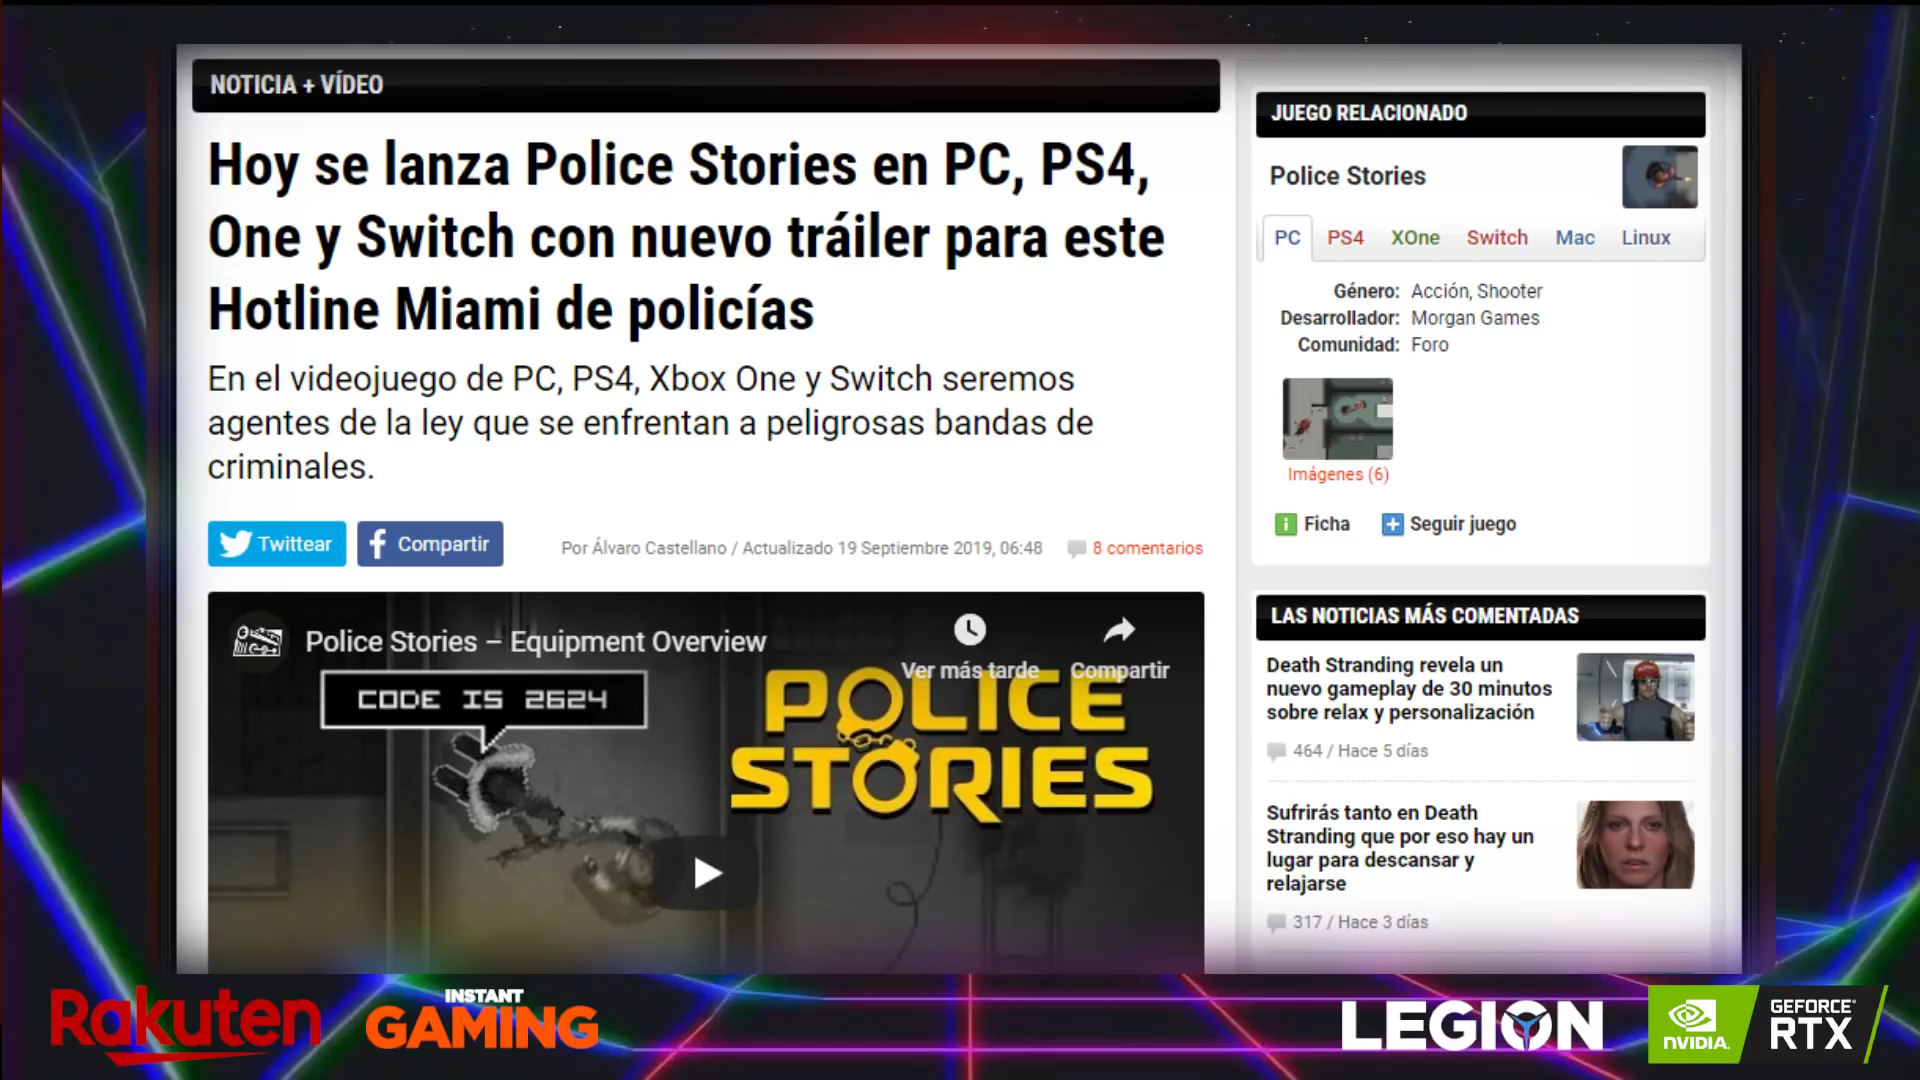 NOTICIA + VÍDEO
Hoy se lanza Police Stories en PC, PS4,
One y Switch con nuevo tráiler para este
Hotline Miami de policías
En el videojuego de PC, PS4, Xbox One y Switch seremos
agentes de la ley que se enfrentan a peligrosas bandas de
criminales.
Twittear
Compartir
Por Álvaro Castellano / Actualizado 19 Septiembre 2019, 06:48
8 comentarios
Police Stories – Equipment Overview
Ver más tarde
Compartir
CODE IS 2624
POLICE
STORIES
JUEGO RELACIONADO
Police Stories
PC PS4 XOne Switch Mac Linux
Género: Acción, Shooter
Desarrollador: Morgan Games
Comunidad: Foro
Imágenes (6)
Ficha
Seguir juego
LAS NOTICIAS MÁS COMENTADAS
Death Stranding revela un
nuevo gameplay de 30 minutos
sobre relax y personalización
464 / Hace 5 días
Sufrirás tanto en Death
Stranding que por eso hay un
lugar para descansar y
relajarse
317 / Hace 3 días
Rakuten
INSTANT
GAMING
LEGION
NVIDIA.
GEFORCE
RTX